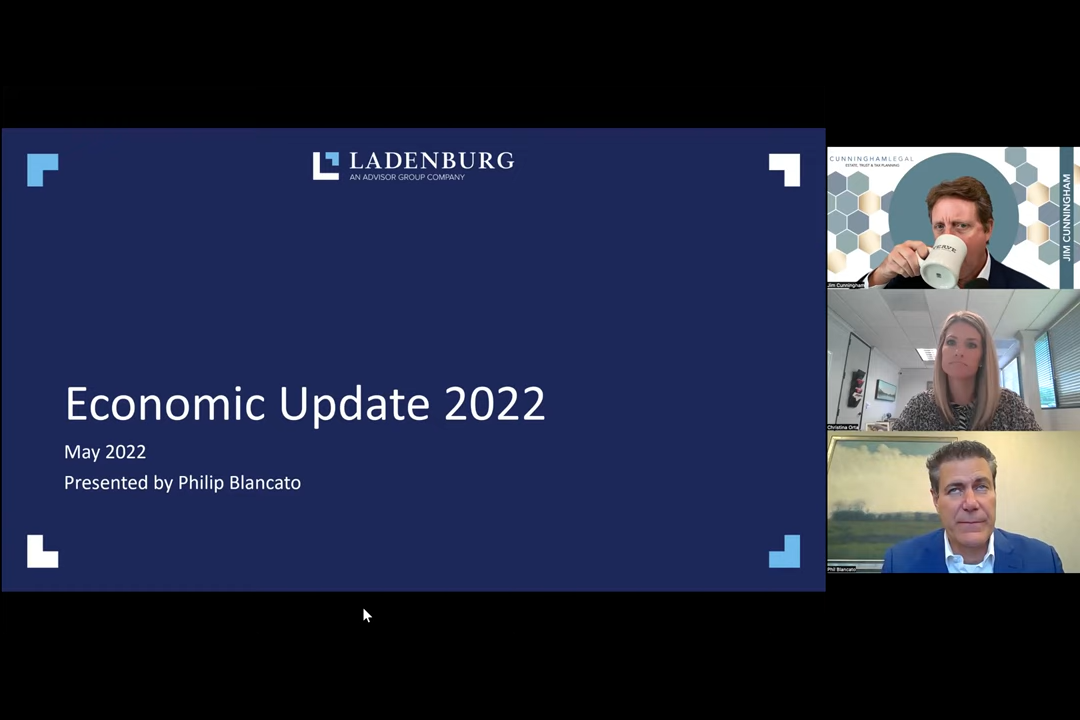 LADENBURG
AN ADVISOR GROUP COMPANY
Economic Update 2022
May 2022
Presented by Philip Blancato
CUNNINGHAMLEGAL
ESTATE, TRUST & TAX PLANNING
JIM CUNNINGHAM
Jim Cunningham
Christina Orta
Phil Blancato